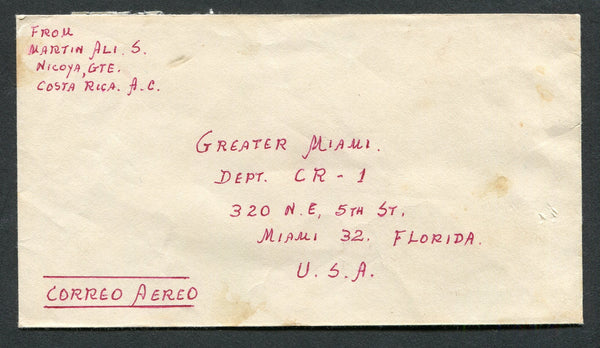 FROM
MARTIN ALI. S.
NICOYA, GTE.
COSTA RICA. A.C.
GREATER MIAMI.
DEPT. CR - 1
320 N.E, 5TH ST.
MIAMI 32. FLORIDA.
U.S.A.
CORREO AEREO